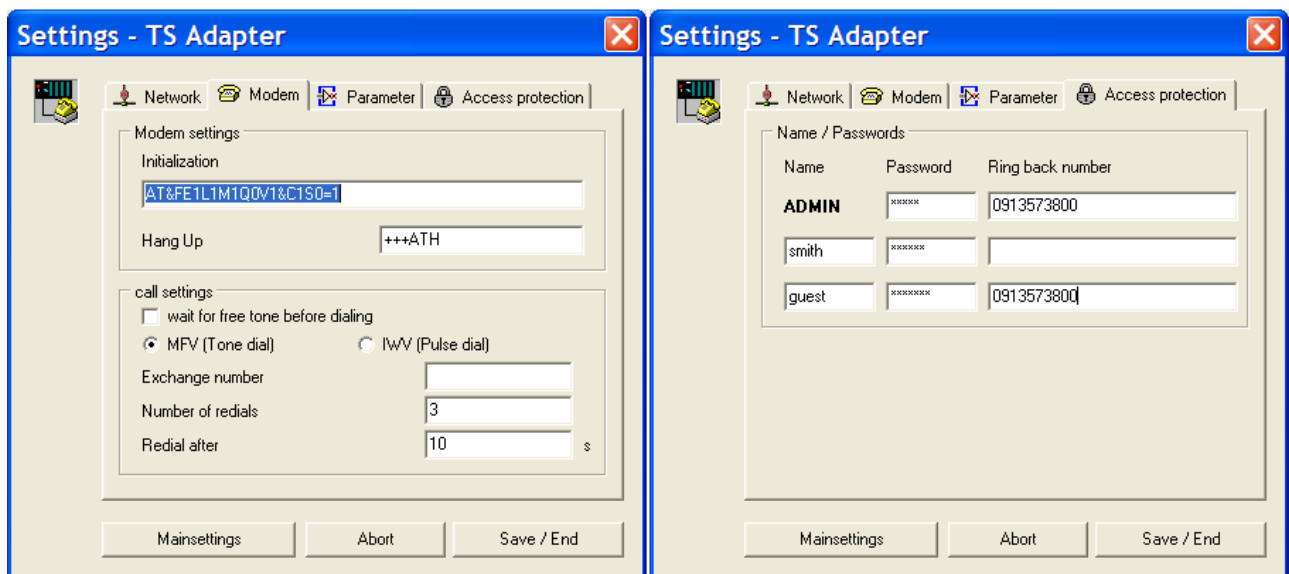 Settings - TS Adapter
Network Modem Parameter Access protection
Modem settings
Initialization
AT&FE1L1M1Q0V1&C1S0=1
Hang Up +++ATH
call settings
wait for free tone before dialing
MFV (Tone dial) IWV (Pulse dial)
Exchange number
Number of redials 3
Redial after 10 s
Mainsettings Abort Save / End
Settings - TS Adapter
Network Modem Parameter Access protection
Name / Passwords
Name Password Ring back number
ADMIN ***** 0913573800
smith ******
guest ******* 0913573800
Mainsettings Abort Save / End